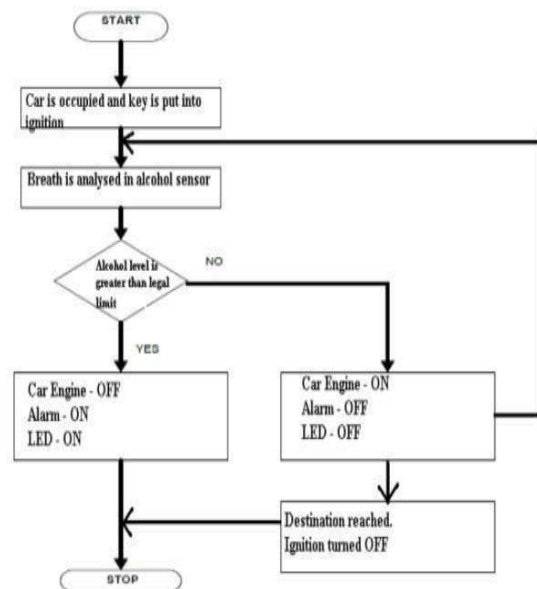 START
Car is occupied and key is put into
ignition
Breath is analysed in alcohol sensor
Alcohol level is
greater than legal
limit
NO
YES
Car Engine - OFF
Alarm - ON
LED - ON
Car Engine - ON
Alarm - OFF
LED - OFF
Destination reached.
Ignition turned OFF
STOP